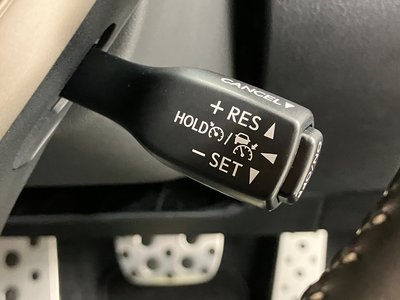 CANCEL▼
+ RES▲
HOLD /
− SET▼